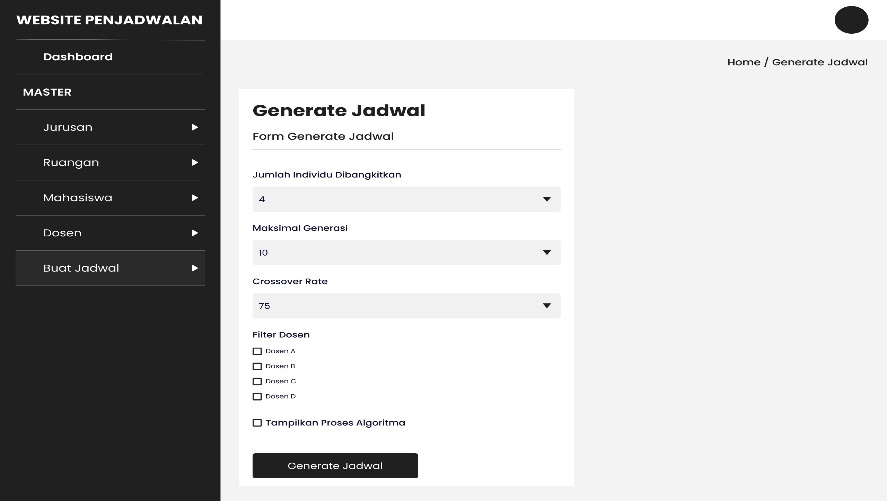 WEBSITE PENJADWALAN
Dashboard
MASTER
Jurusan
Ruangan
Mahasiswa
Dosen
Buat Jadwal
Home / Generate Jadwal
Generate Jadwal
Form Generate Jadwal
Jumlah Individu Dibangkitkan
4
Maksimal Generasi
10
Crossover Rate
75
Filter Dosen
Dosen A
Dosen B
Dosen C
Dosen D
Tampilkan Proses Algoritma
Generate Jadwal